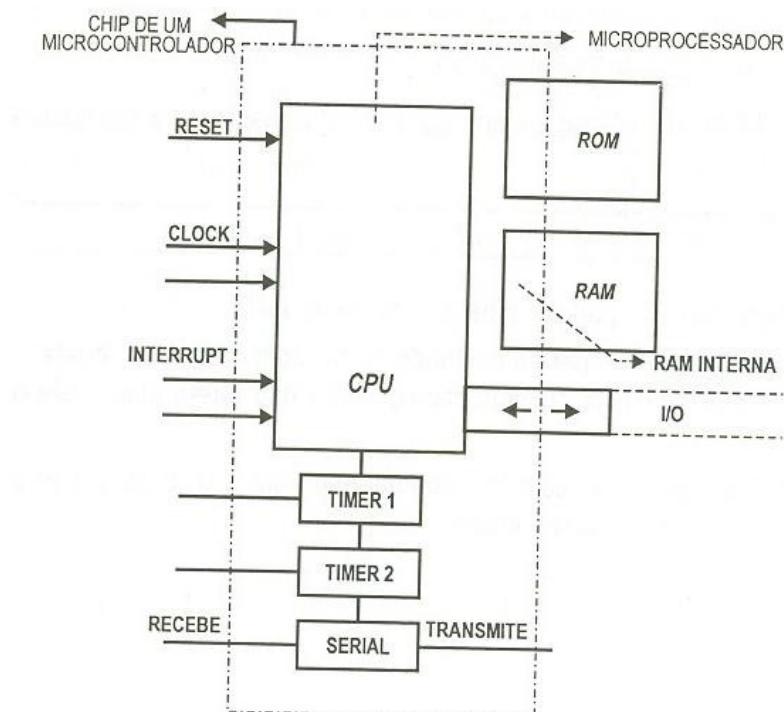 CHIP DE UM
MICROCONTROLADOR
MICROPROCESSADOR
RESET
ROM
CLOCK
RAM
INTERRUPT
RAM INTERNA
CPU
I/O
TIMER 1
TIMER 2
RECEBE
SERIAL
TRANSMITE